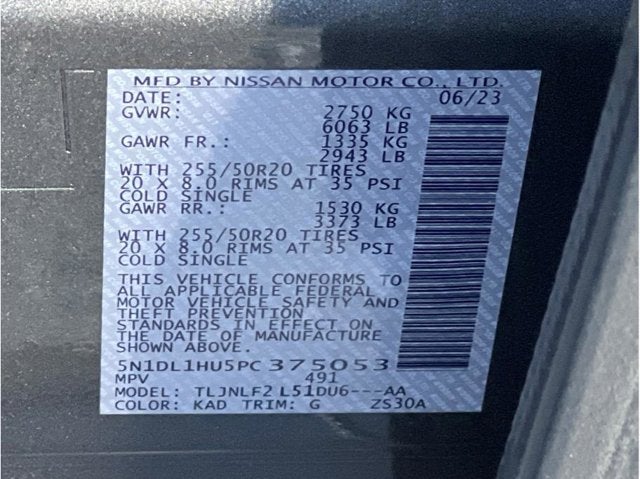 MFD BY NISSAN MOTOR CO., LTD.
DATE: 06/23
GVWR: 2750 KG
6063 LB
GAWR FR.: 1335 KG
2943 LB
WITH 255/50R20 TIRES
20 X 8.0 RIMS AT 35 PSI
COLD SINGLE
GAWR RR.: 1530 KG
3373 LB
WITH 255/50R20 TIRES
20 X 8.0 RIMS AT 35 PSI
COLD SINGLE
THIS VEHICLE CONFORMS TO
ALL APPLICABLE FEDERAL
MOTOR VEHICLE SAFETY AND
THEFT PREVENTION
STANDARDS IN EFFECT ON
THE DATE OF MANUFACTURE
SHOWN ABOVE.
5N1DL1HU5PC375053
MPV 491
MODEL: TLJNLF2 L51DU6---AA
COLOR: KAD TRIM: G ZS30A